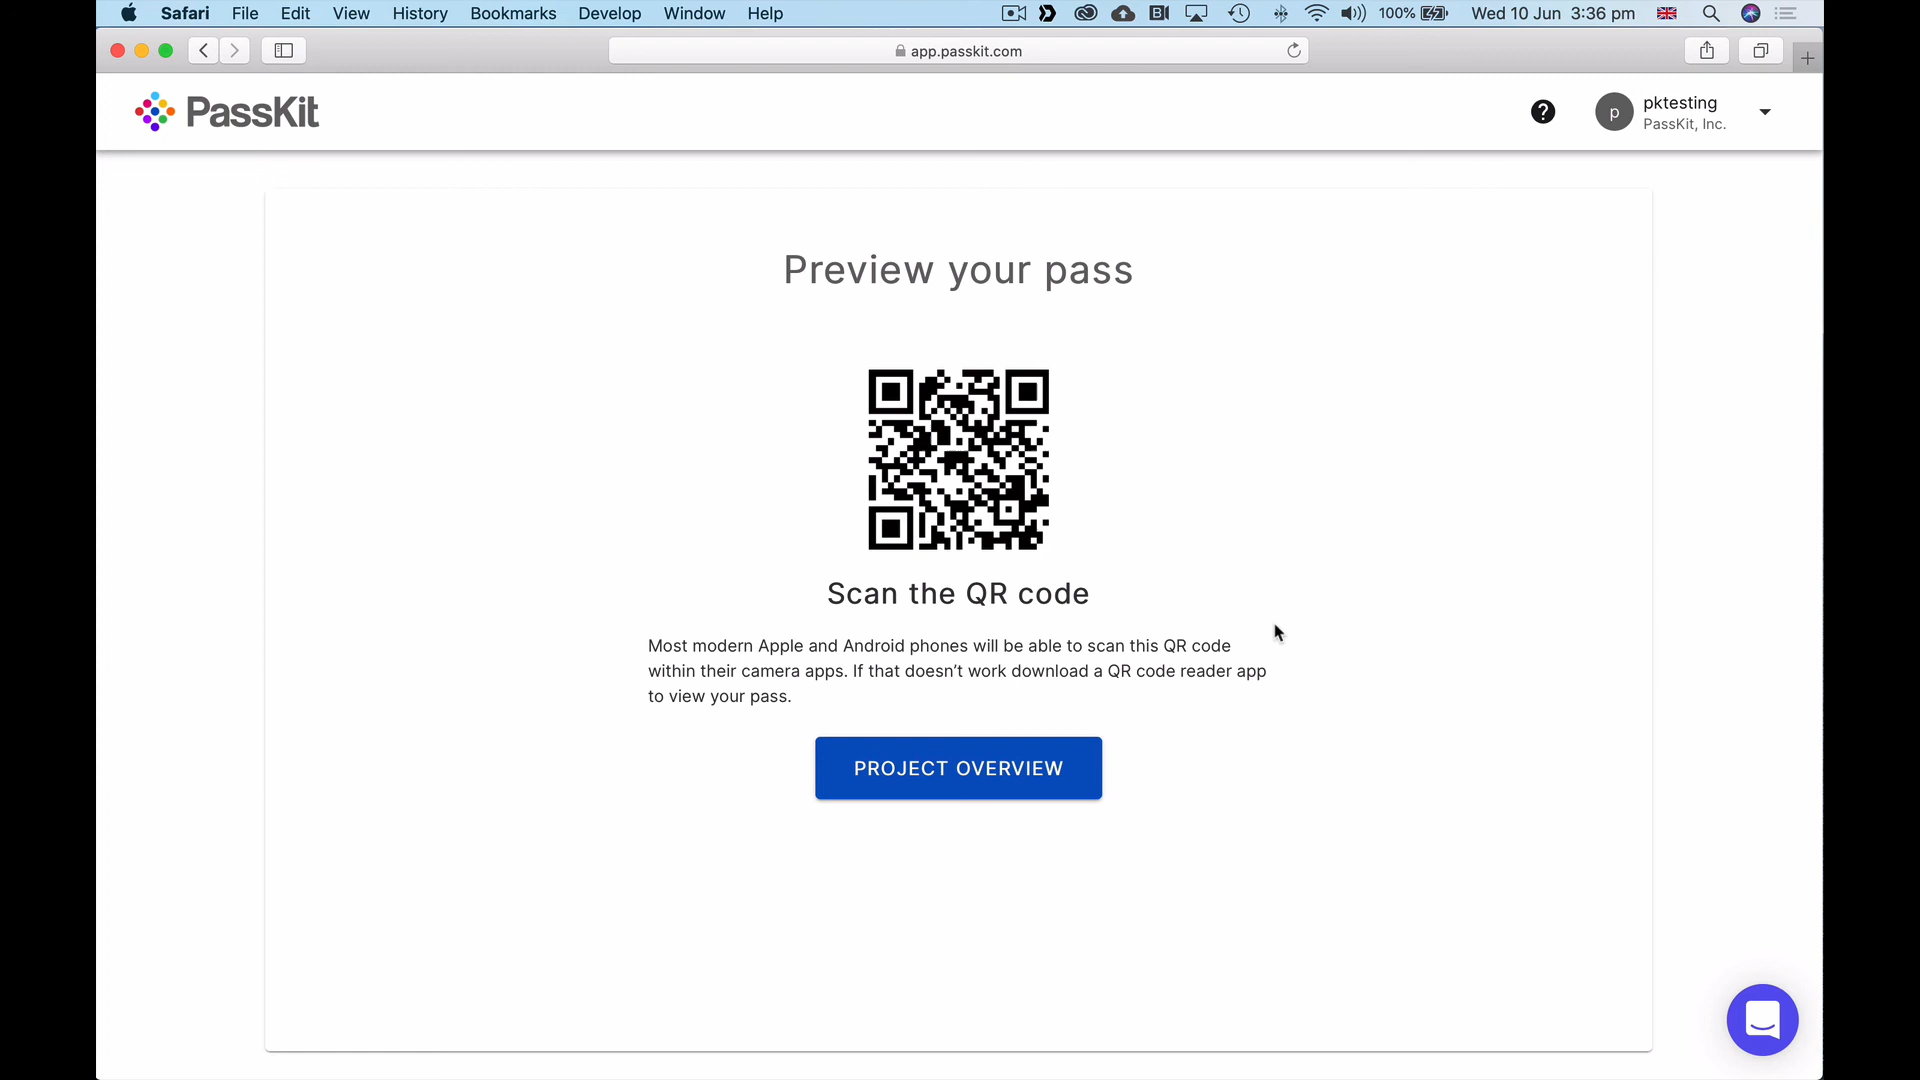 Safari File Edit View History Bookmarks Develop Window Help 100% Wed 10 Jun 3:36 pm
app.passkit.com
PassKit
?
p
pktesting
PassKit, Inc.
Preview your pass
Scan the QR code
Most modern Apple and Android phones will be able to scan this QR code
within their camera apps. If that doesn’t work download a QR code reader app
to view your pass.
PROJECT OVERVIEW